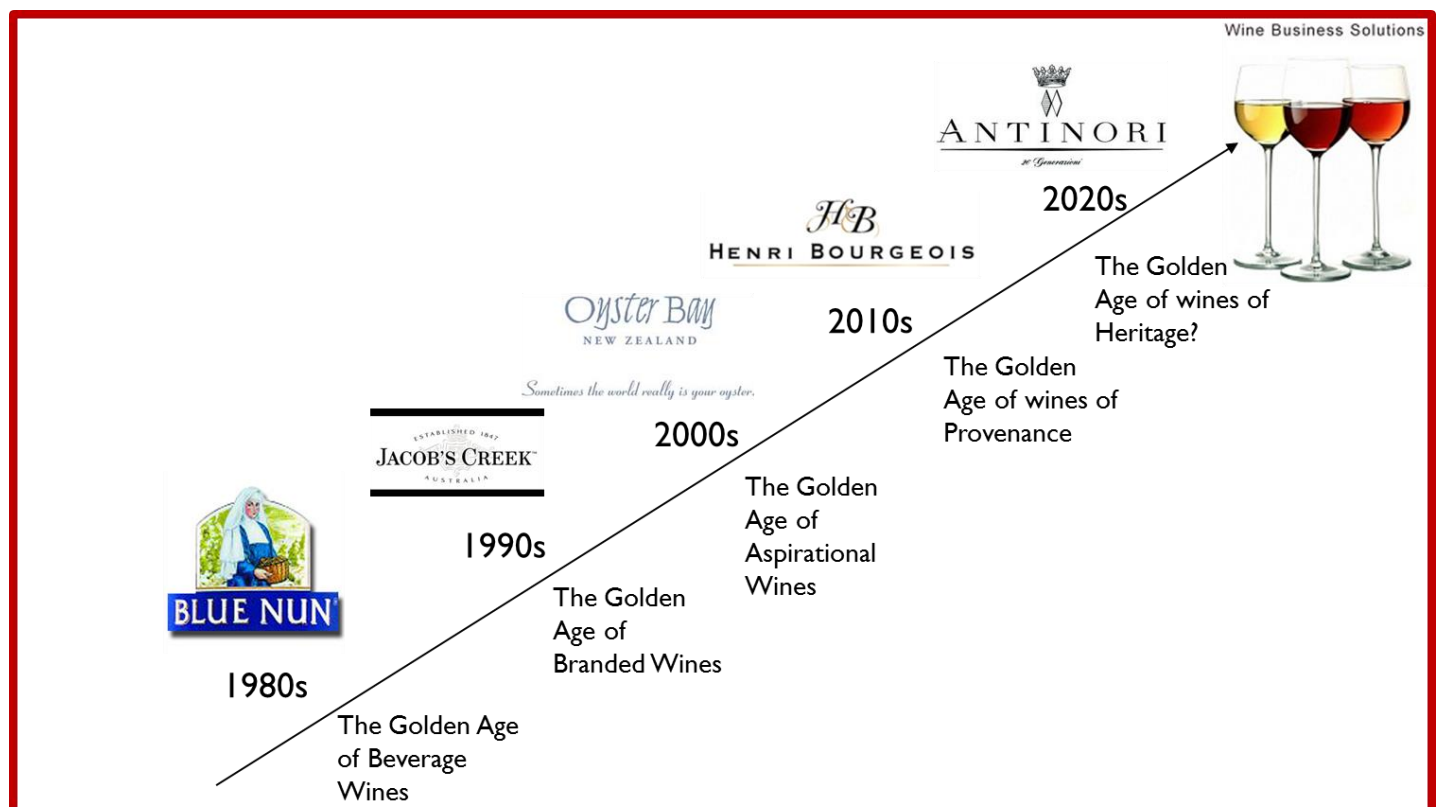 Wine Business Solutions
ANTINORI
26 Generazioni
2020s
The Golden
Age of wines of
Heritage?
HB
HENRI BOURGEOIS
2010s
The Golden
Age of wines of
Provenance
OYSTER BAY
NEW ZEALAND
Sometimes the world really is your oyster.
2000s
The Golden
Age of
Aspirational
Wines
ESTABLISHED 1847
JACOB'S CREEK™
AUSTRALIA
1990s
The Golden
Age of
Branded Wines
BLUE NUN
1980s
The Golden Age
of Beverage
Wines